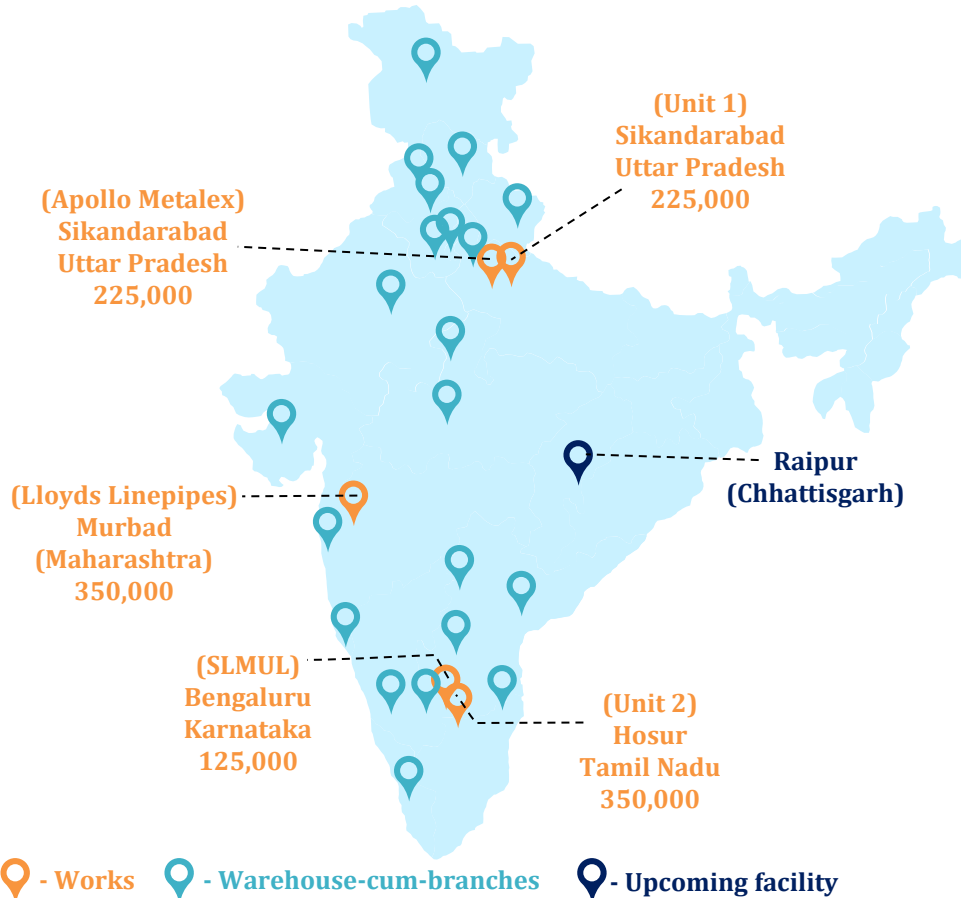 (Unit 1)
Sikandarabad
Uttar Pradesh
225,000
(Apollo Metalex)
Sikandarabad
Uttar Pradesh
225,000
Raipur
(Chhattisgarh)
(Lloyds Linepipes)
Murbad
(Maharashtra)
350,000
(SLMUL)
Bengaluru
Karnataka
125,000
(Unit 2)
Hosur
Tamil Nadu
350,000
- Works
- Warehouse-cum-branches
- Upcoming facility